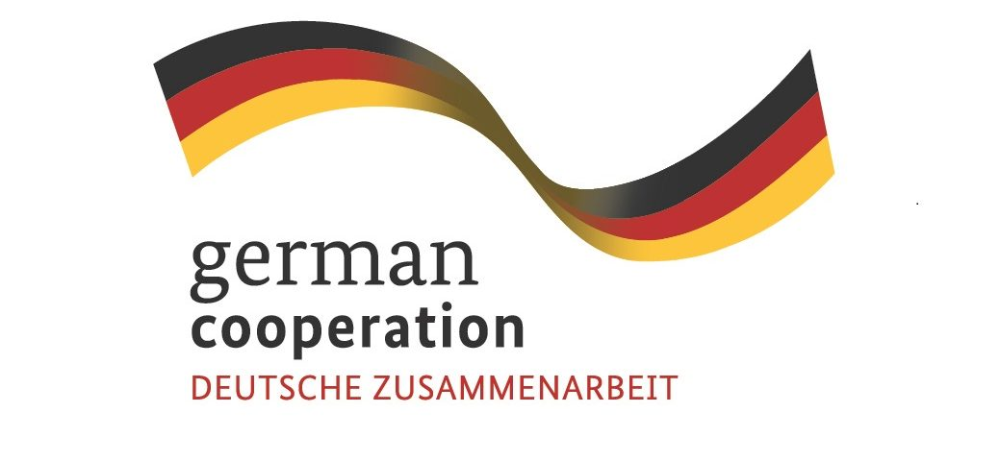 german
cooperation
DEUTSCHE ZUSAMMENARBEIT